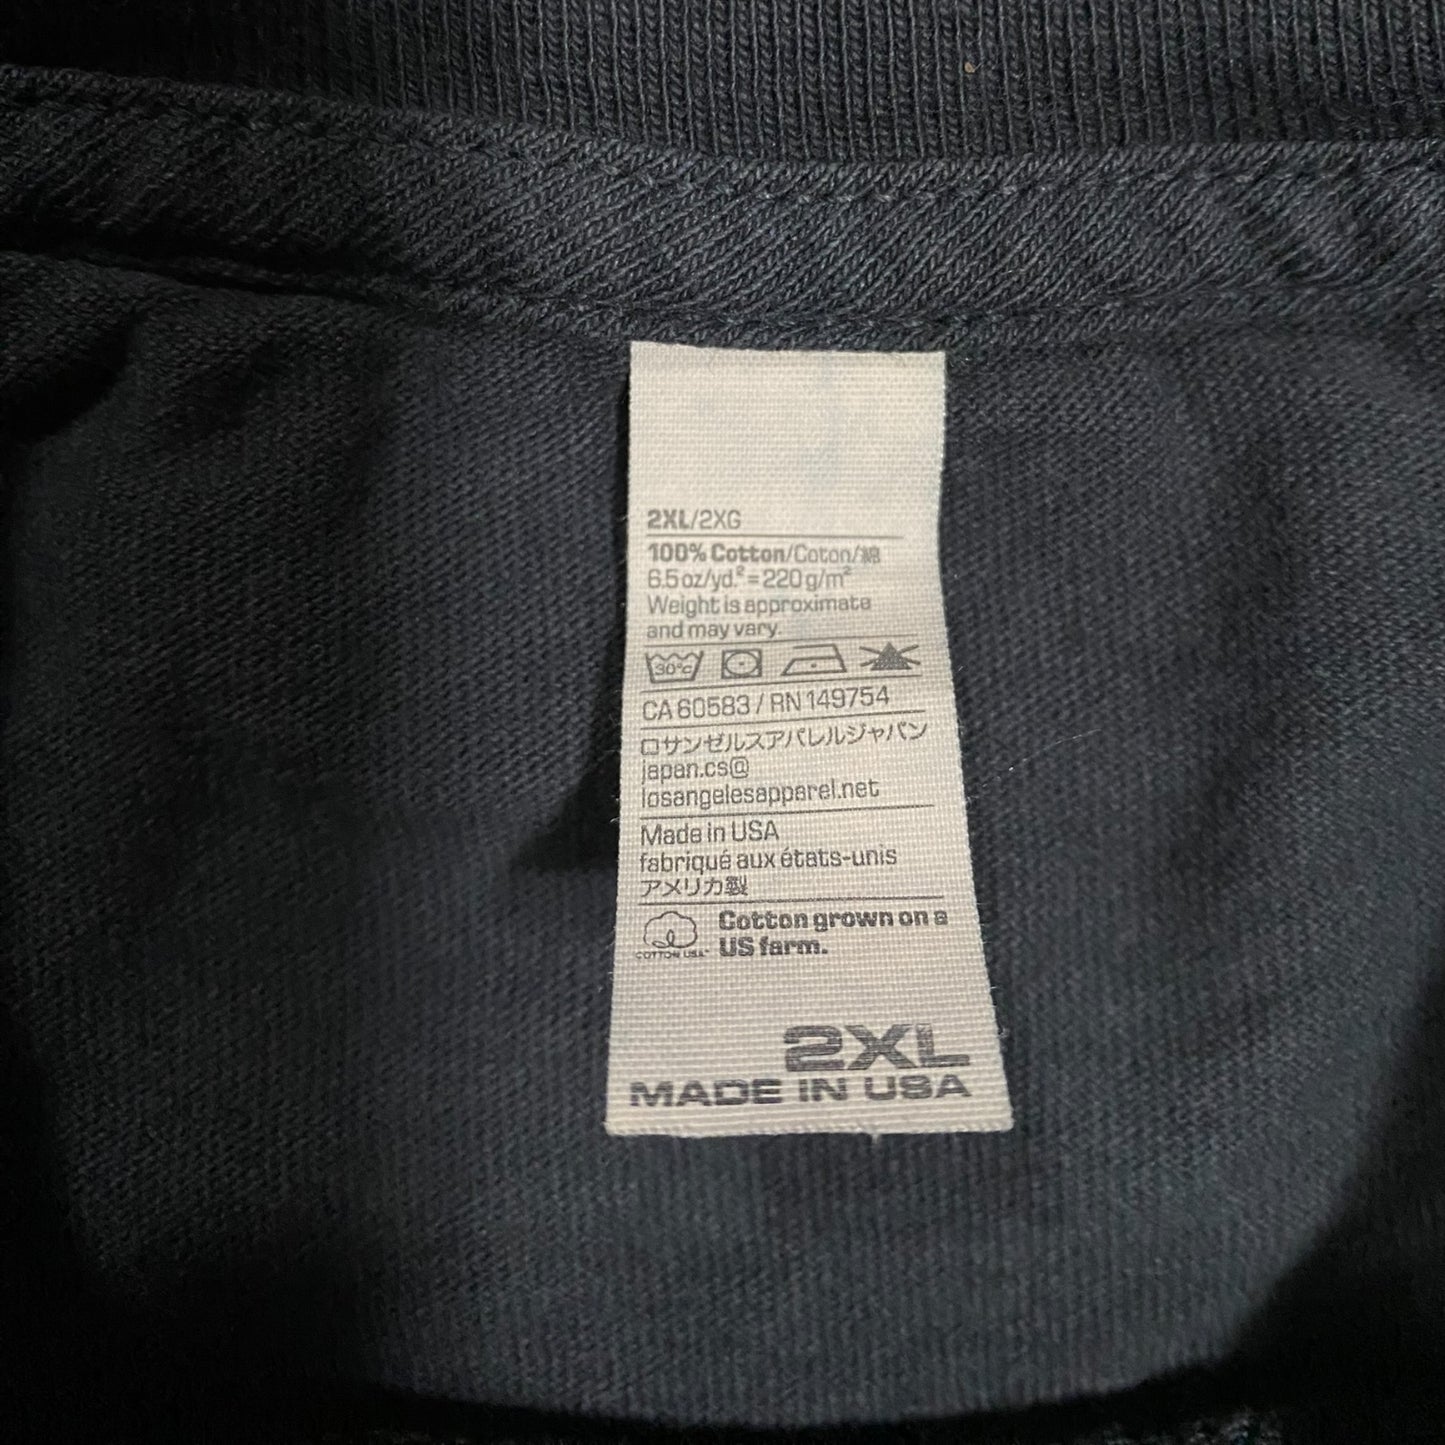 2XL/2XG
100% Cotton/Coton/綿
6.5 oz/yd.² = 220 g/m²
Weight is approximate
and may vary.
30°C
CA 60583 / RN 149754
ロサンゼルスアパレルジャパン
japan.cs@
losangelesapparel.net
Made in USA
fabriqué aux états-unis
アメリカ製
Cotton grown on a
US farm.
COTTON USA™
2XL
MADE IN USA